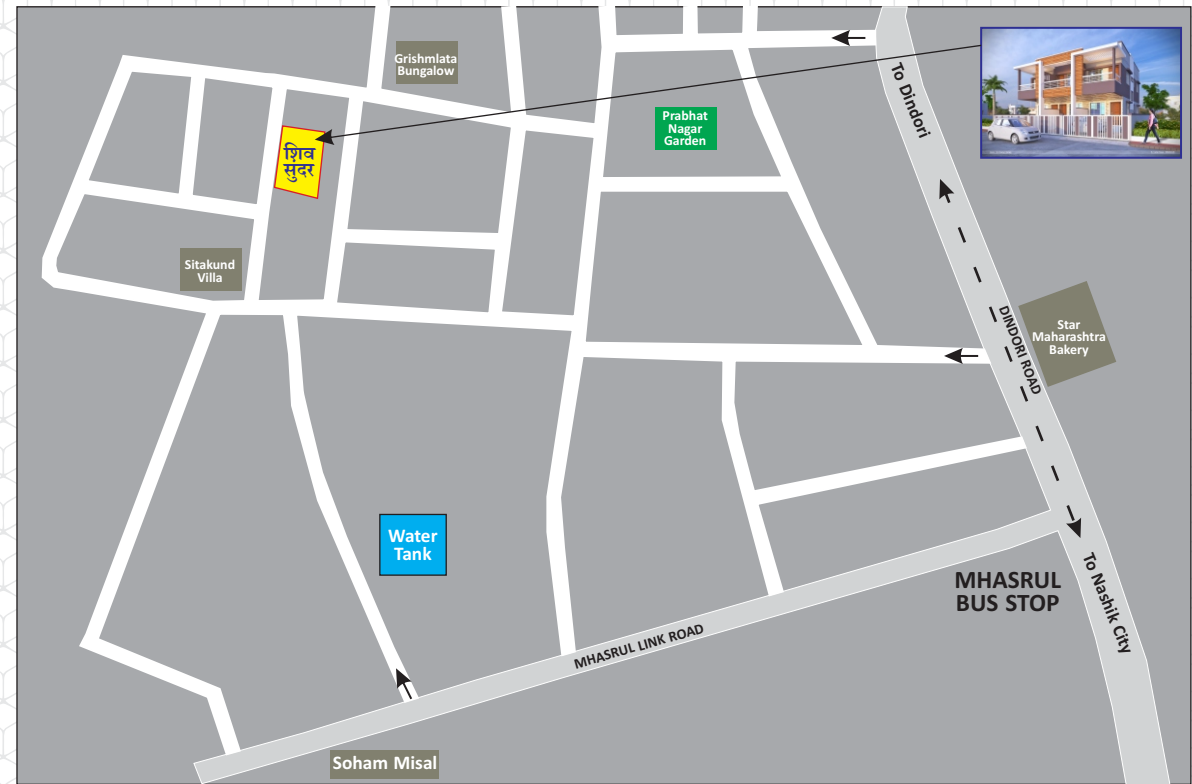 Grishmlata
Bungalow
To Dindori
Prabhat
Nagar
Garden
शिव
सुंदर
Sitakund
Villa
DINDORI ROAD
Star
Maharashtra
Bakery
Water
Tank
MHASRUL
BUS STOP
To Nashik City
MHASRUL LINK ROAD
Soham Misal